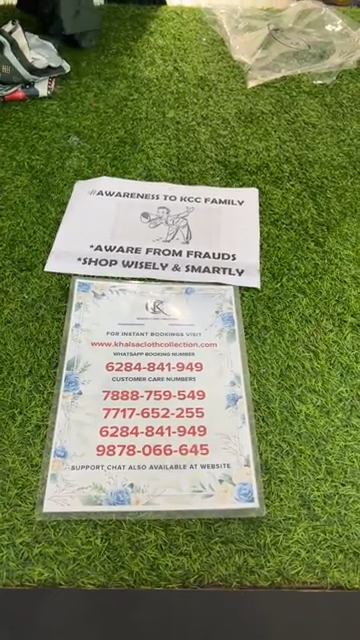 #AWARENESS TO KCC FAMILY
*AWARE FROM FRAUDS
*SHOP WISELY & SMARTLY
FOR INSTANT BOOKINGS VISIT
www.khalsaclothcollection.com
WHATSAPP BOOKING NUMBER
6284-841-949
CUSTOMER CARE NUMBERS
7888-759-549
7717-652-255
6284-841-949
9878-066-645
SUPPORT CHAT ALSO AVAILABLE AT WEBSITE